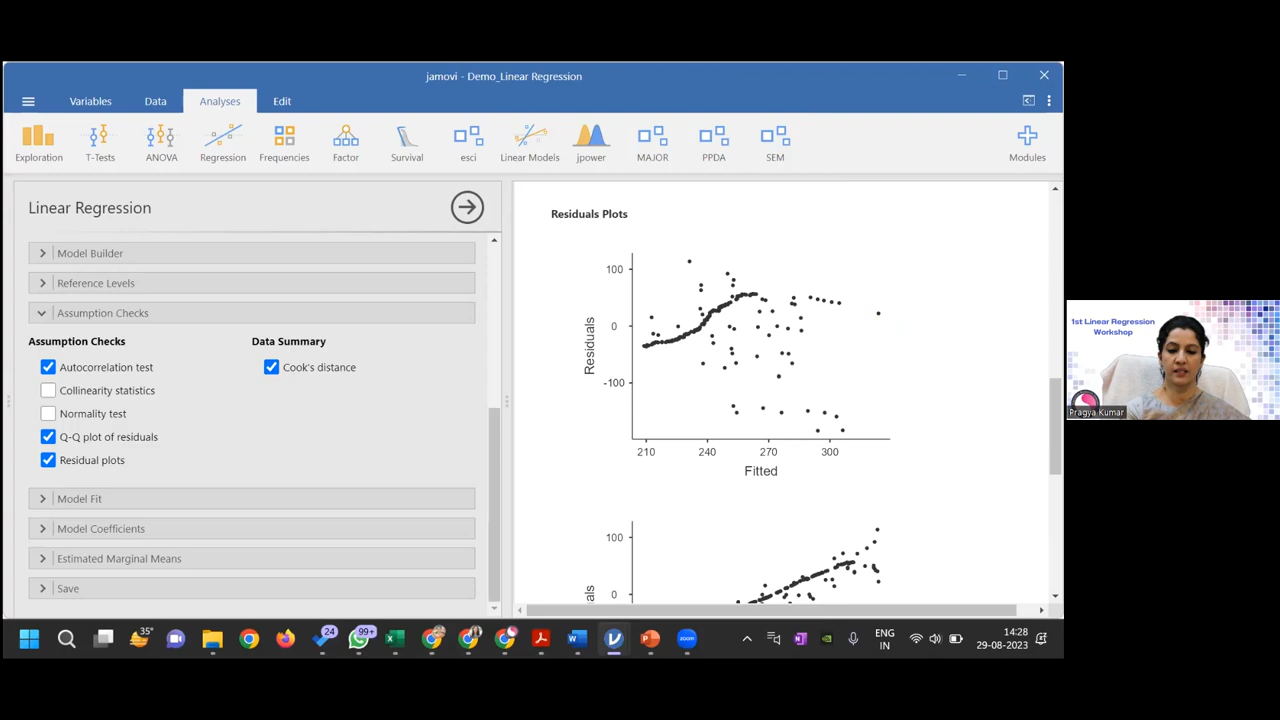 jamovi - Demo_Linear Regression
Variables
Data
Analyses
Edit
Exploration
T-Tests
ANOVA
Regression
Frequencies
Factor
Survival
esci
Linear Models
jpower
MAJOR
PPDA
SEM
Modules
Linear Regression
Model Builder
Reference Levels
Assumption Checks
Assumption Checks
Data Summary
Autocorrelation test
Cook's distance
Collinearity statistics
Normality test
Q-Q plot of residuals
Residual plots
Model Fit
Model Coefficients
Estimated Marginal Means
Save
Residuals Plots
100
0
-100
Residuals
210
240
270
300
Fitted
100
0
als
1st Linear Regression
Workshop
Pragya Kumar
35°
24
99+
zoom
ENG
IN
14:28
29-08-2023